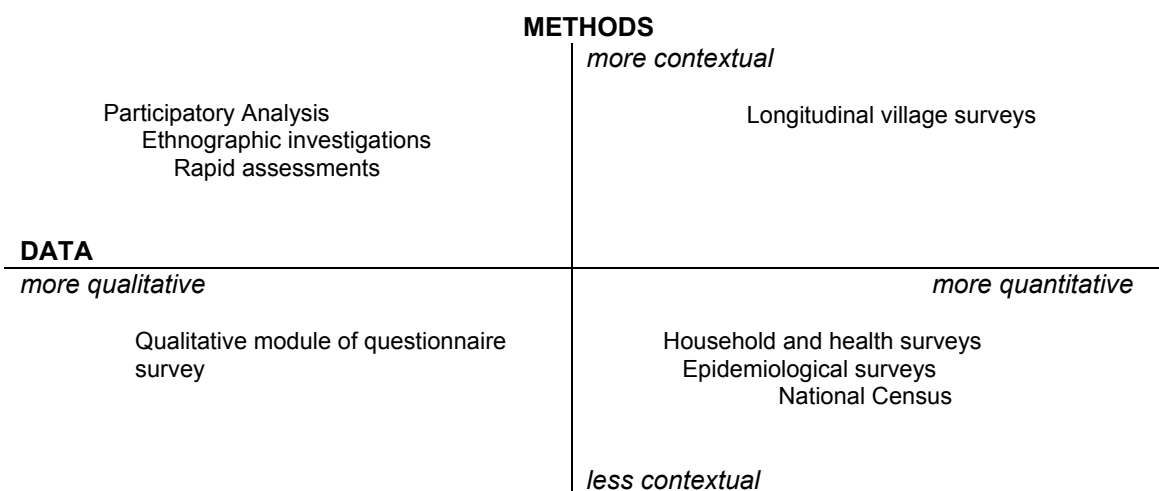 METHODS
more contextual
Participatory Analysis
Ethnographic investigations
Rapid assessments
Longitudinal village surveys
DATA
more qualitative
more quantitative
Qualitative module of questionnaire
survey
Household and health surveys
Epidemiological surveys
National Census
less contextual